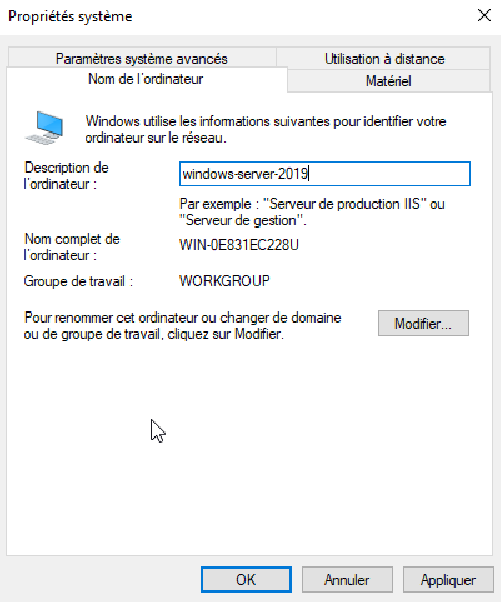 Propriétés système
Paramètres système avancés
Utilisation à distance
Nom de l'ordinateur
Matériel
Windows utilise les informations suivantes pour identifier votre
ordinateur sur le réseau.
Description de
l'ordinateur :
windows-server-2019
Par exemple : "Serveur de production IIS" ou
"Serveur de gestion".
Nom complet de
l'ordinateur :
WIN-0E831EC228U
Groupe de travail :
WORKGROUP
Pour renommer cet ordinateur ou changer de domaine
ou de groupe de travail, cliquez sur Modifier.
Modifier...
OK
Annuler
Appliquer